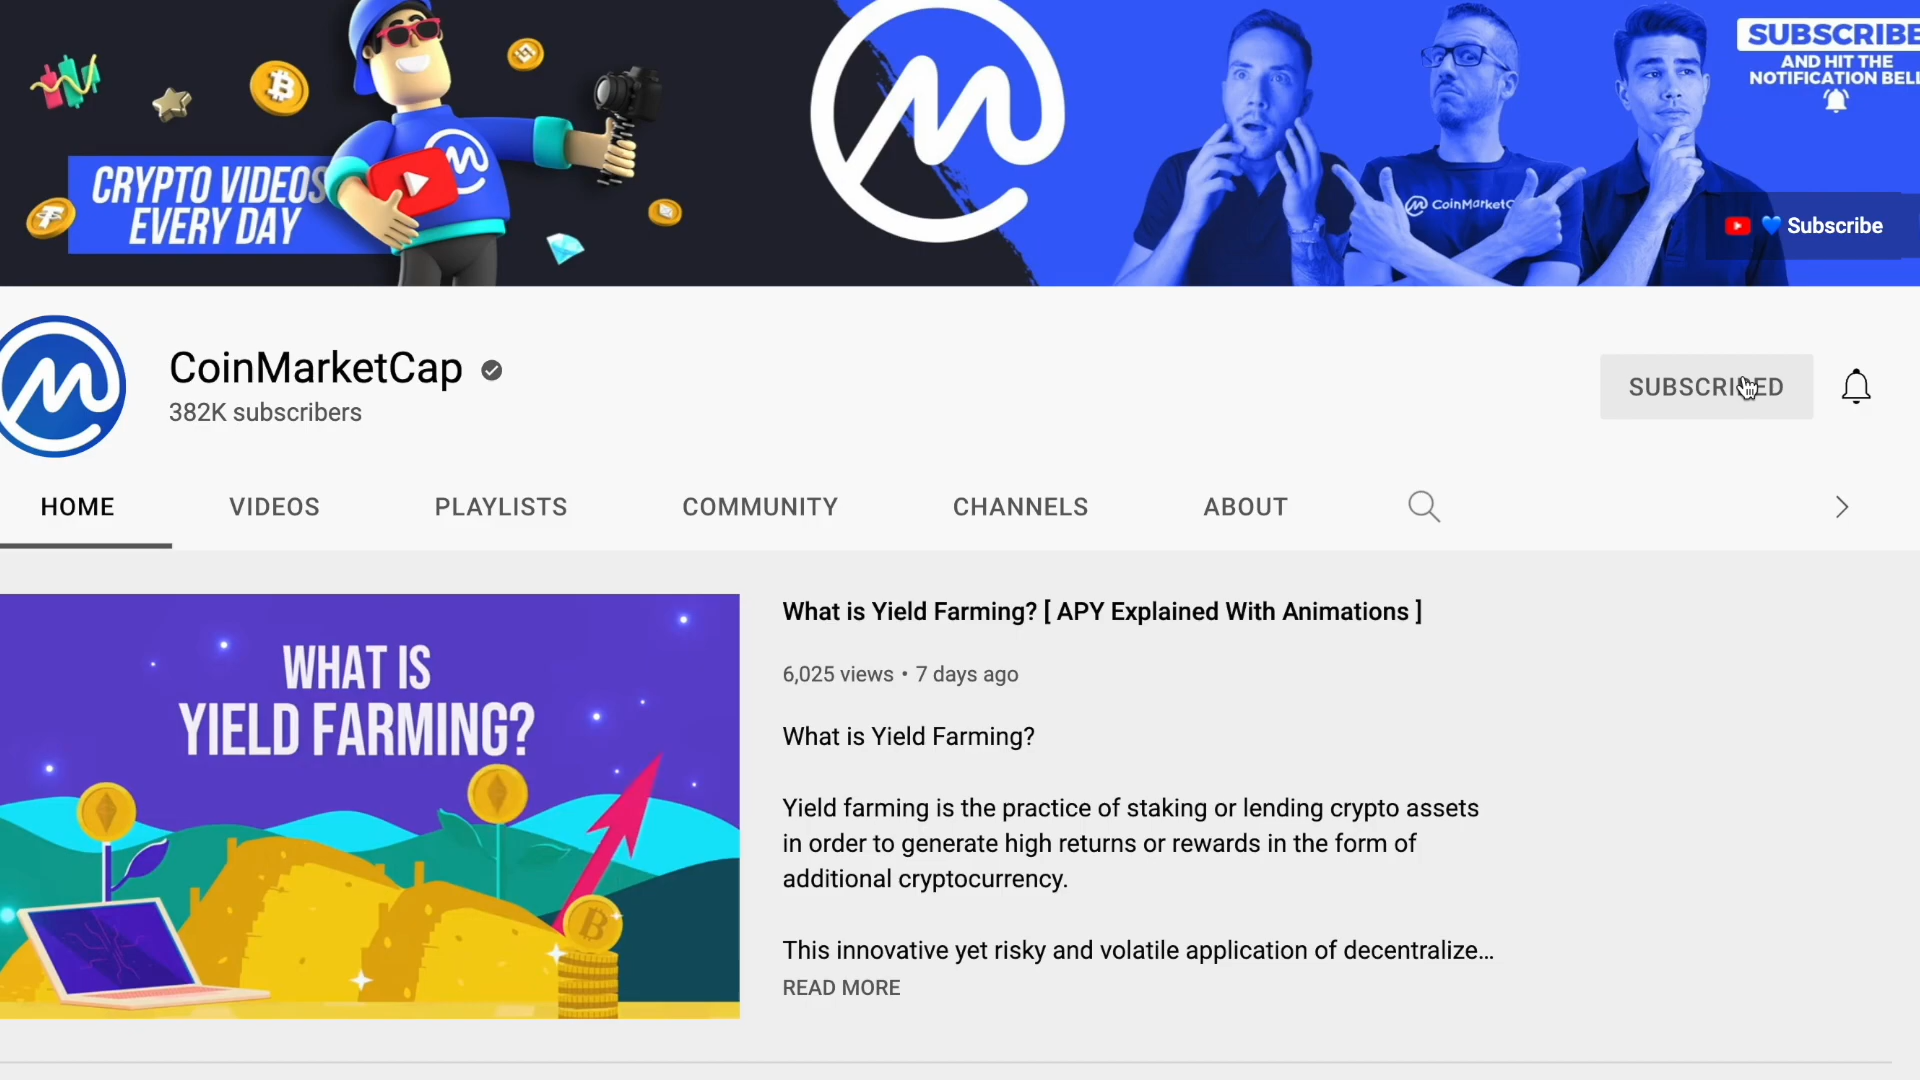 SUBSCRIBE
AND HIT THE
NOTIFICATION BELL
CRYPTO VIDEOS
EVERY DAY
CoinMarketC
Subscribe
CoinMarketCap
382K subscribers
SUBSCRIBED
HOME VIDEOS PLAYLISTS COMMUNITY CHANNELS ABOUT
WHAT IS
YIELD FARMING?
What is Yield Farming? [ APY Explained With Animations ]
6,025 views • 7 days ago
What is Yield Farming?
Yield farming is the practice of staking or lending crypto assets
in order to generate high returns or rewards in the form of
additional cryptocurrency.
This innovative yet risky and volatile application of decentralize...
READ MORE